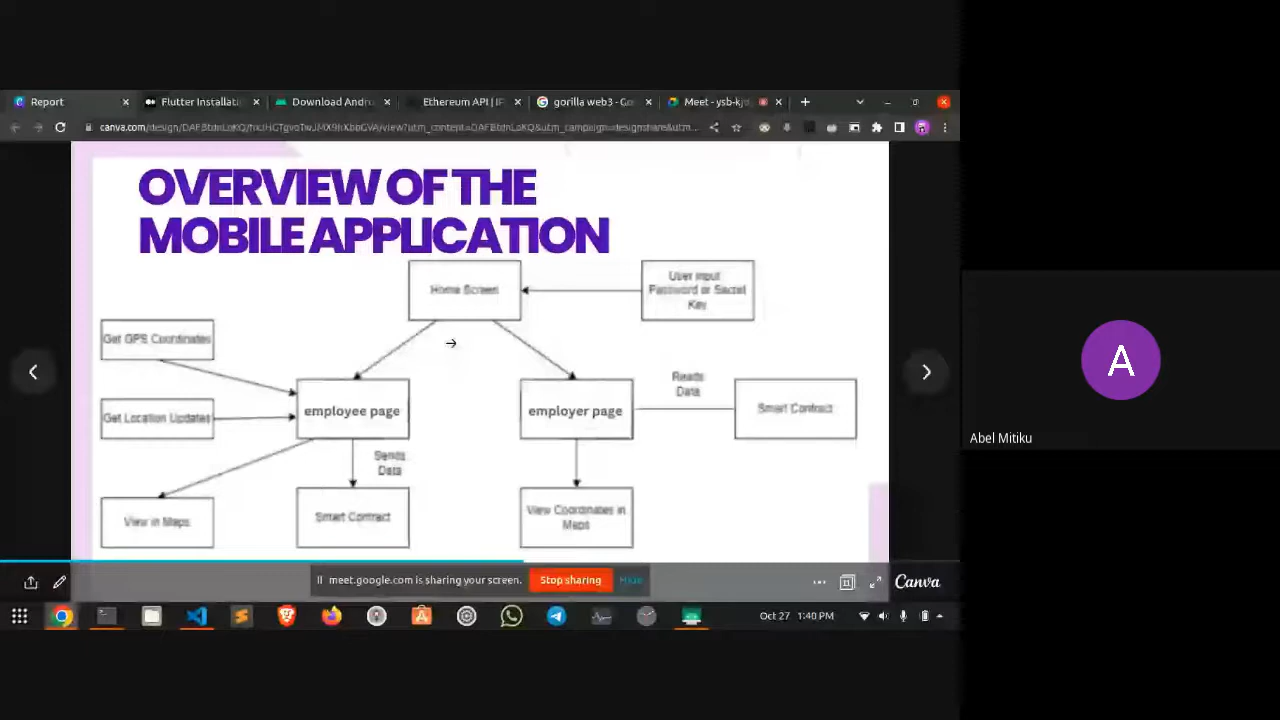 Report
Flutter Installati
Download Andro
Ethereum API | IF
gorilla web3 - Go
Meet - ysb-kjd
OVERVIEW OF THE
MOBILE APPLICATION
Home Screen
User input
Password or Secret
Key
Get GPS Coordinates
Get Location Updates
employee page
employer page
Reads
Data
Smart Contract
Sends
Data
View in Maps
Smart Contract
View Coordinates in
Maps
meet.google.com is sharing your screen.
Stop sharing
Hide
Canva
Oct 27 1:40 PM
A
Abel Mitiku